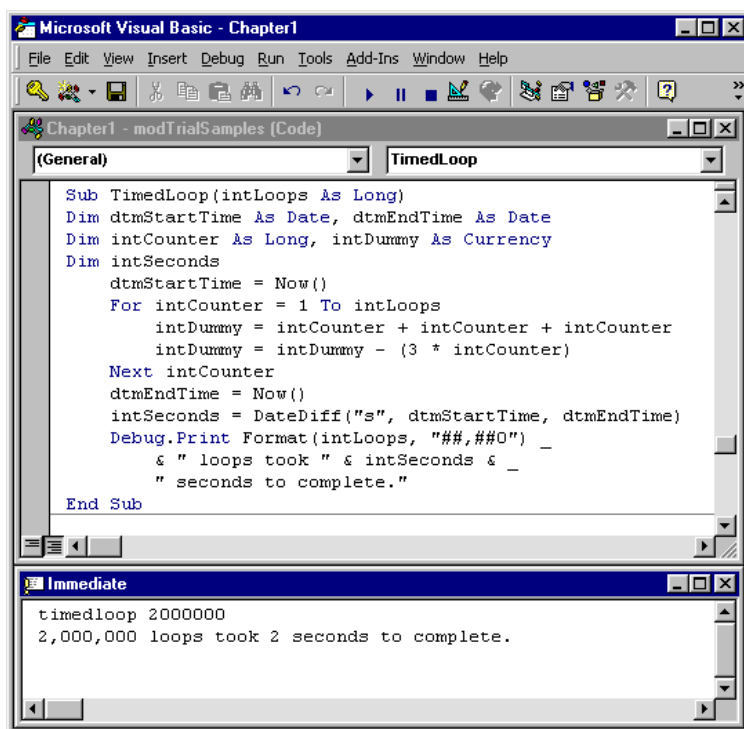 Microsoft Visual Basic - Chapter1
File Edit View Insert Debug Run Tools Add-Ins Window Help
Chapter1 - modTrialSamples (Code)
(General) TimedLoop
Sub TimedLoop(intLoops As Long)
Dim dtmStartTime As Date, dtmEndTime As Date
Dim intCounter As Long, intDummy As Currency
Dim intSeconds
dtmStartTime = Now()
For intCounter = 1 To intLoops
intDummy = intCounter + intCounter + intCounter
intDummy = intDummy - (3 * intCounter)
Next intCounter
dtmEndTime = Now()
intSeconds = DateDiff("s", dtmStartTime, dtmEndTime)
Debug.Print Format(intLoops, "##,##0") _
& " loops took " & intSeconds & _
" seconds to complete."
End Sub
Immediate
timedloop 2000000
2,000,000 loops took 2 seconds to complete.